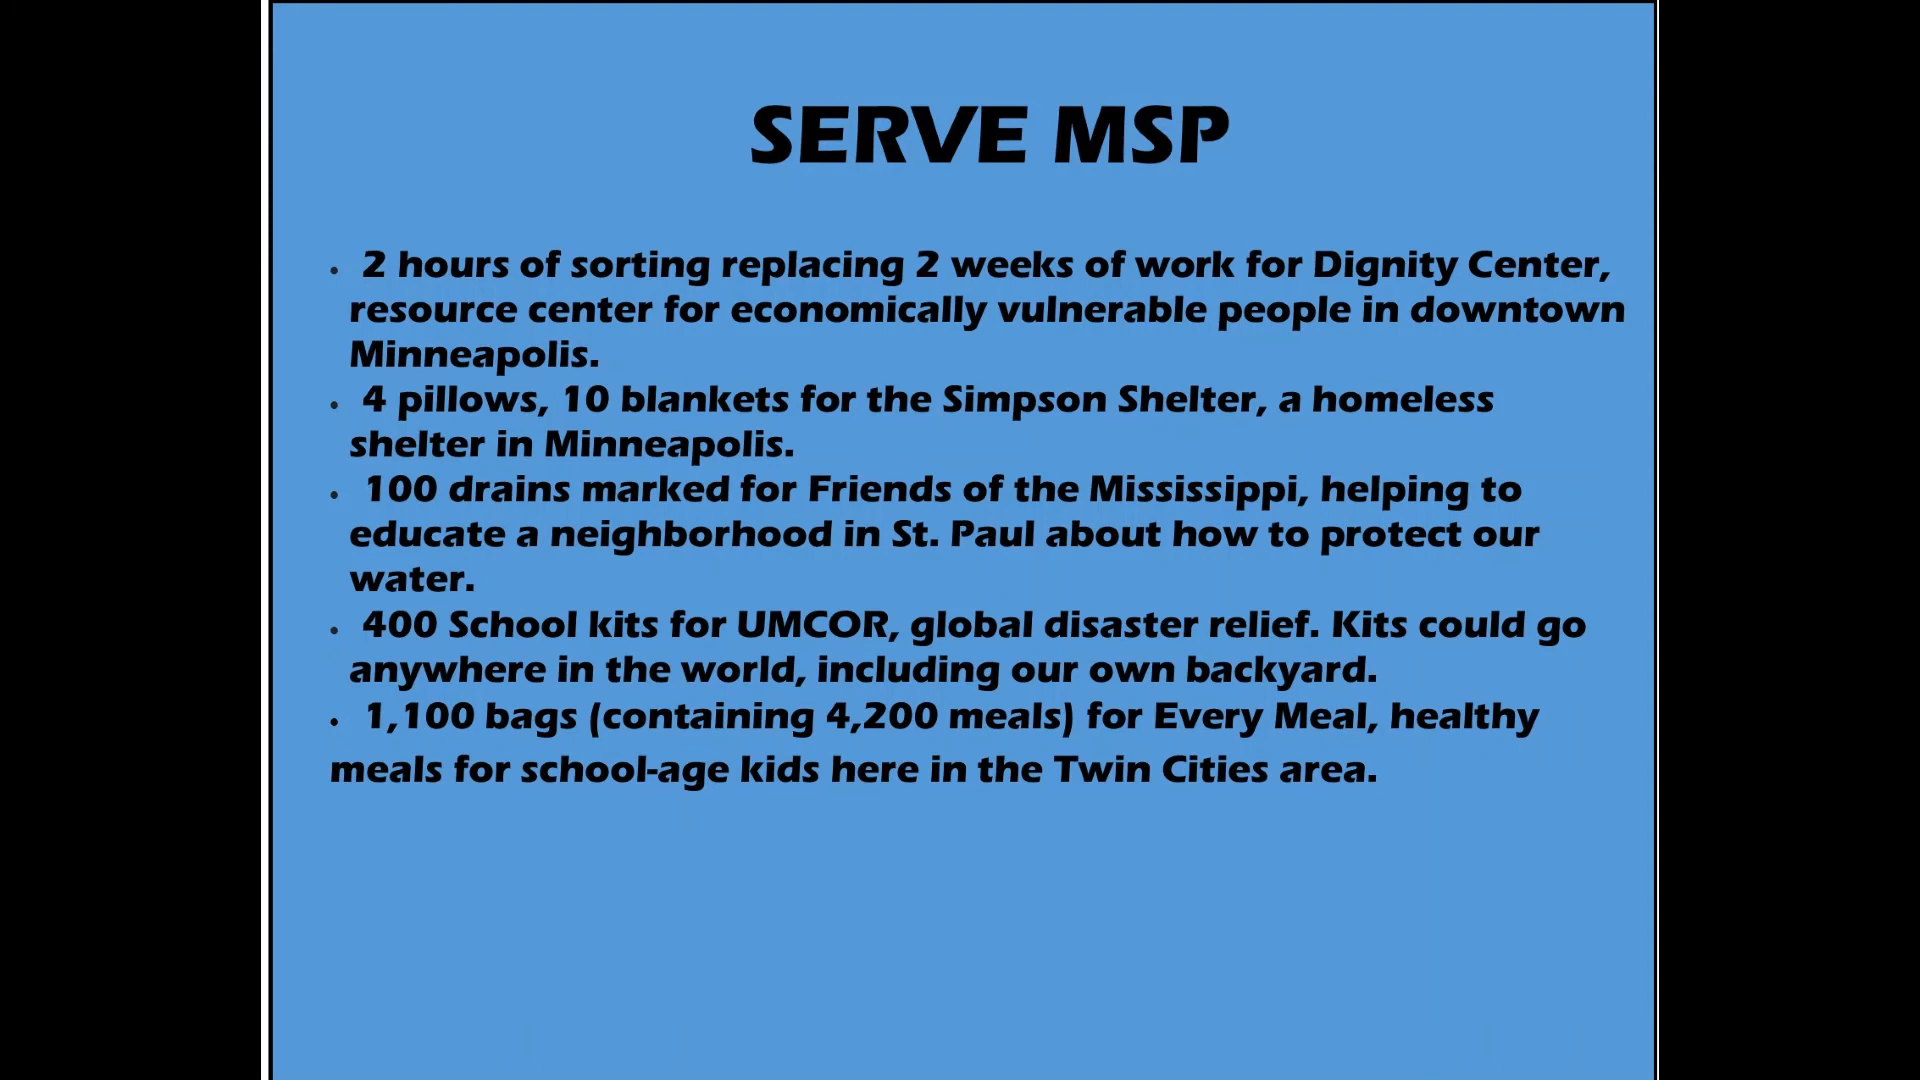 SERVE MSP
• 2 hours of sorting replacing 2 weeks of work for Dignity Center,
resource center for economically vulnerable people in downtown
Minneapolis.
• 4 pillows, 10 blankets for the Simpson Shelter, a homeless
shelter in Minneapolis.
• 100 drains marked for Friends of the Mississippi, helping to
educate a neighborhood in St. Paul about how to protect our
water.
• 400 School kits for UMCOR, global disaster relief. Kits could go
anywhere in the world, including our own backyard.
• 1,100 bags (containing 4,200 meals) for Every Meal, healthy
meals for school-age kids here in the Twin Cities area.